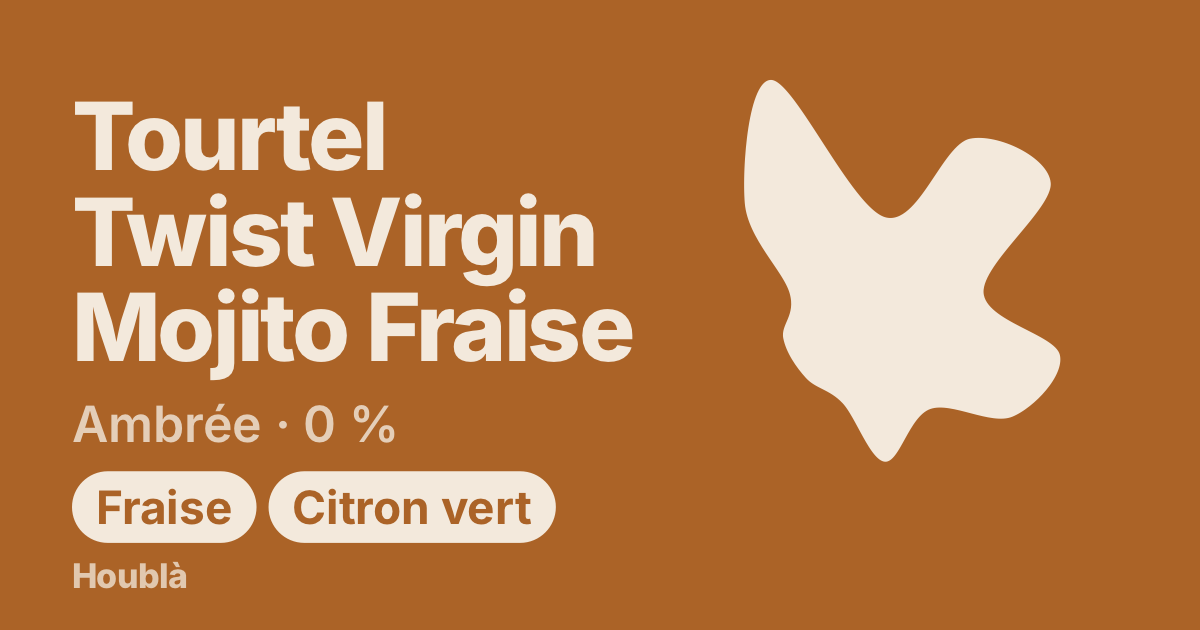 Tourtel
Twist Virgin
Mojito Fraise
Ambrée · 0 %
Fraise Citron vert
Houblà